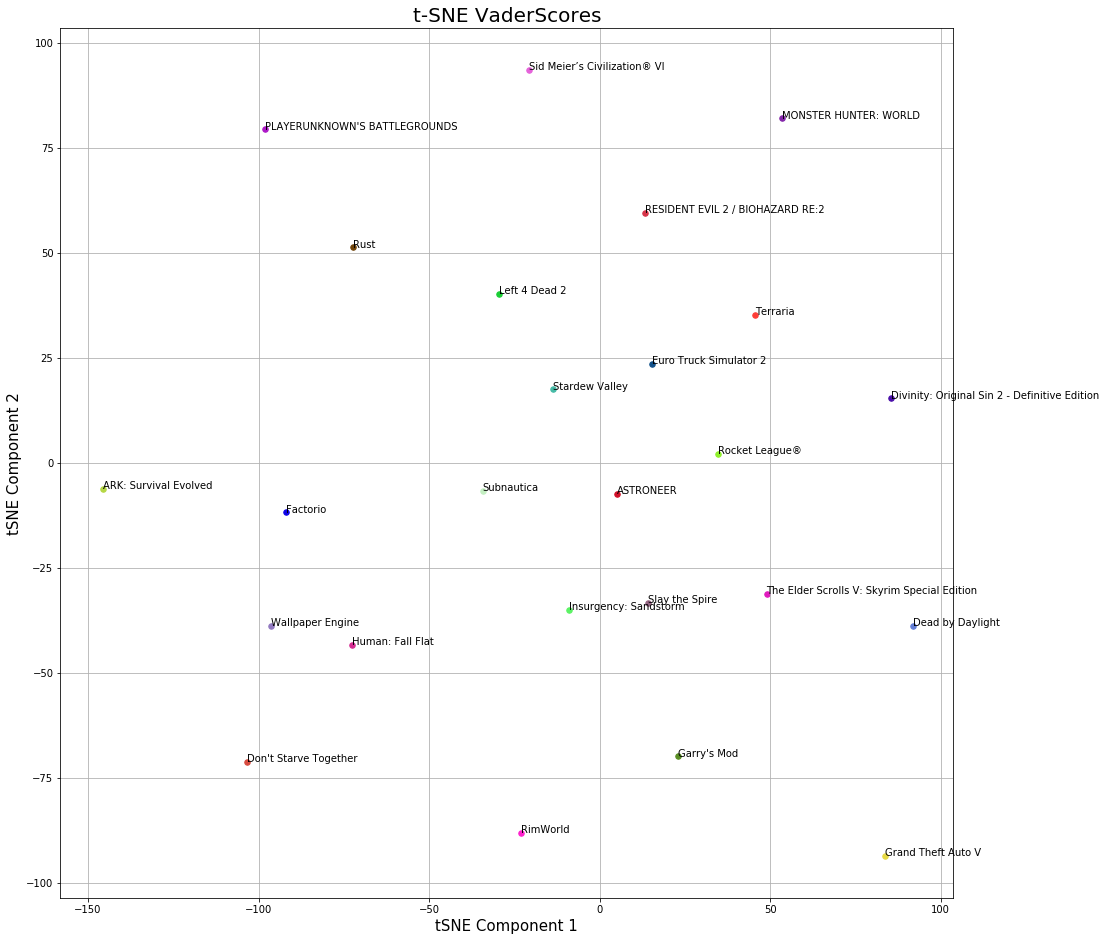 t-SNE VaderScores
100
Sid Meier’s Civilization® VI
MONSTER HUNTER: WORLD
PLAYERUNKNOWN'S BATTLEGROUNDS
75
RESIDENT EVIL 2 / BIOHAZARD RE:2
Rust
50
Left 4 Dead 2
Terraria
Euro Truck Simulator 2
25
Stardew Valley
Divinity: Original Sin 2 - Definitive Edition
Rocket League®
0
ARK: Survival Evolved
Subnautica
ASTRONEER
Factorio
−25
The Elder Scrolls V: Skyrim Special Edition
Slay the Spire
Insurgency: Sandstorm
Wallpaper Engine
Dead by Daylight
Human: Fall Flat
−50
Garry's Mod
Don't Starve Together
−75
RimWorld
Grand Theft Auto V
−100
−150 −100 −50 0 50 100
tSNE Component 1
tSNE Component 2